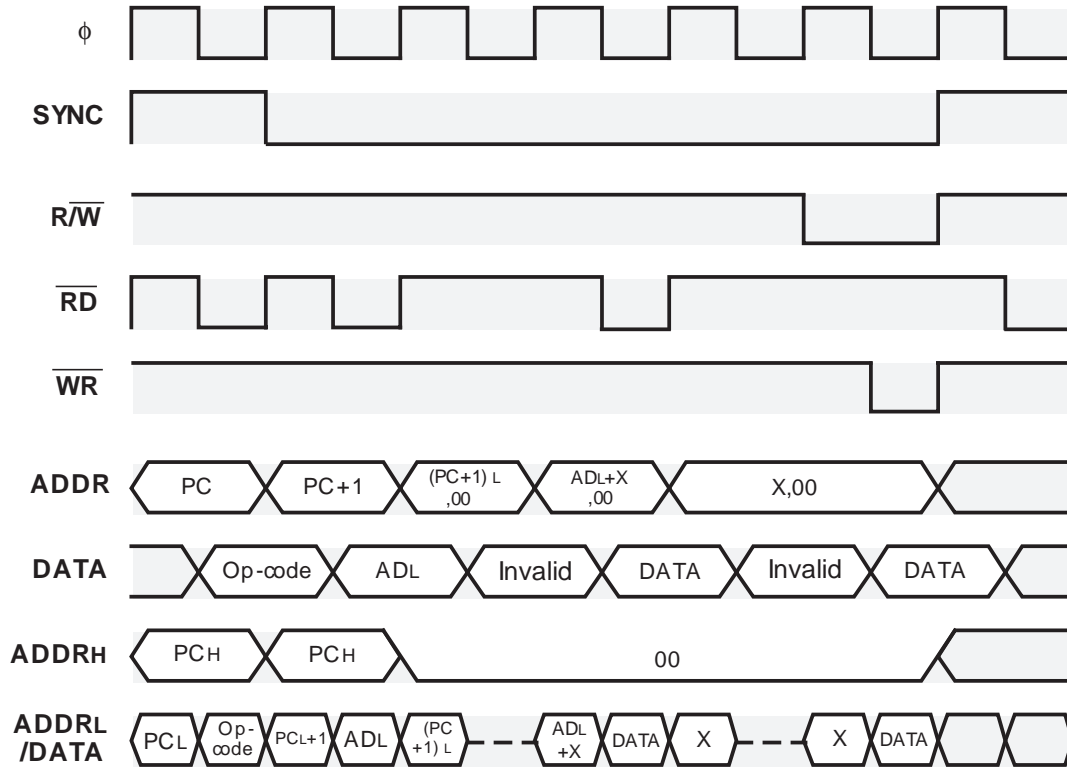 ϕ
SYNC
R/W
RD
WR
ADDR
PC
PC+1
(PC+1) L
,00
ADL+X
,00
X,00
DATA
Op-code
ADL
Invalid
DATA
Invalid
DATA
ADDRH
PCH
PCH
00
ADDRL
/DATA
PCL
Op-
code
PCL+1
ADL
(PC
+1) L
ADL
+X
DATA
X
X
DATA